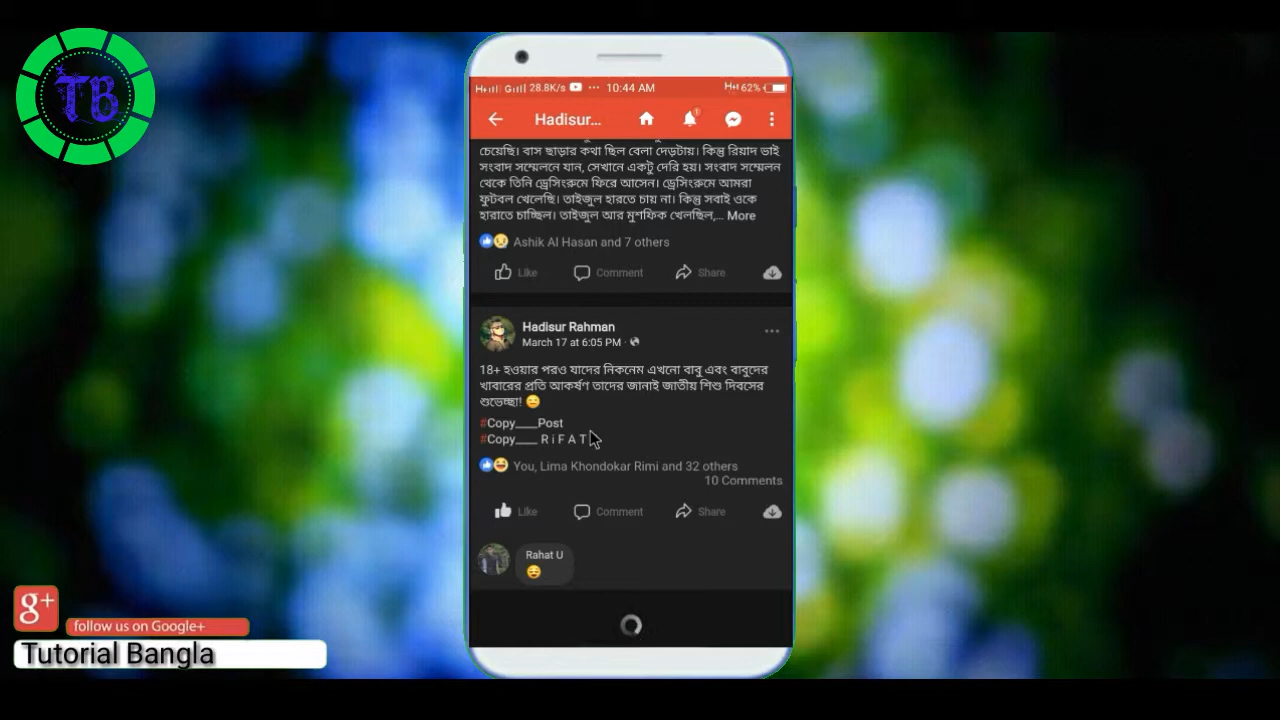 TB
H+ G 28.8K/s ··· 10:44 AM H+ 62%
Hadisur...
চেয়েছি। বাস ছাড়ার কথা ছিল বেলা দেড়টায়। কিন্তু রিয়াদ ভাই
সংবাদ সম্মেলনে যান, সেখানে একটু দেরি হয়। সংবাদ সম্মেলন
থেকে তিনি ড্রেসিংরুমে ফিরে আসেন। ড্রেসিংরুমে আমরা
ফুটবল খেলেছি। তাইজুল হারতে চায় না। কিন্তু সবাই ওকে
হারাতে চাচ্ছিল। তাইজুল আর মুশফিক খেলছিল,... More
Ashik Al Hasan and 7 others
Like Comment Share
Hadisur Rahman
March 17 at 6:05 PM ·
18+ হওয়ার পরও যাদের নিকনেম এখনো বাবু এবং বাবুদের
খাবারের প্রতি আকর্ষণ তাদের জানাই জাতীয় শিশু দিবসের
শুভেচ্ছা! 😑
#Copy____Post
#Copy____ R i F A T
You, Lima Khondokar Rimi and 32 others
10 Comments
Like Comment Share
Rahat U
😌
g+
follow us on Google+
Tutorial Bangla